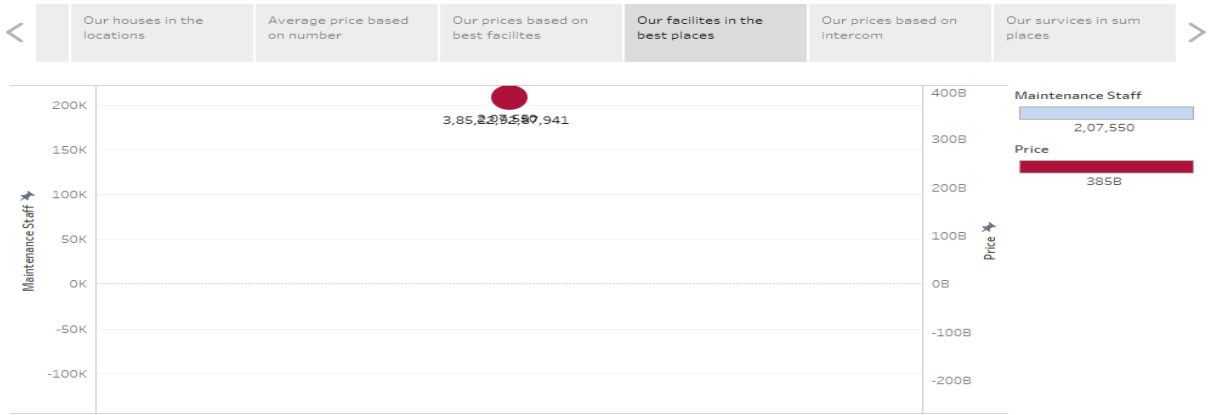 Our houses in the
locations
Average price based
on number
Our prices based on
best facilites
Our facilites in the
best places
Our prices based on
intercom
Our survices in sum
places
200K
150K
100K
50K
0K
-50K
-100K
Maintenance Staff
400B
300B
200B
100B
0B
-100B
-200B
Price
Maintenance Staff
2,07,550
Price
385B